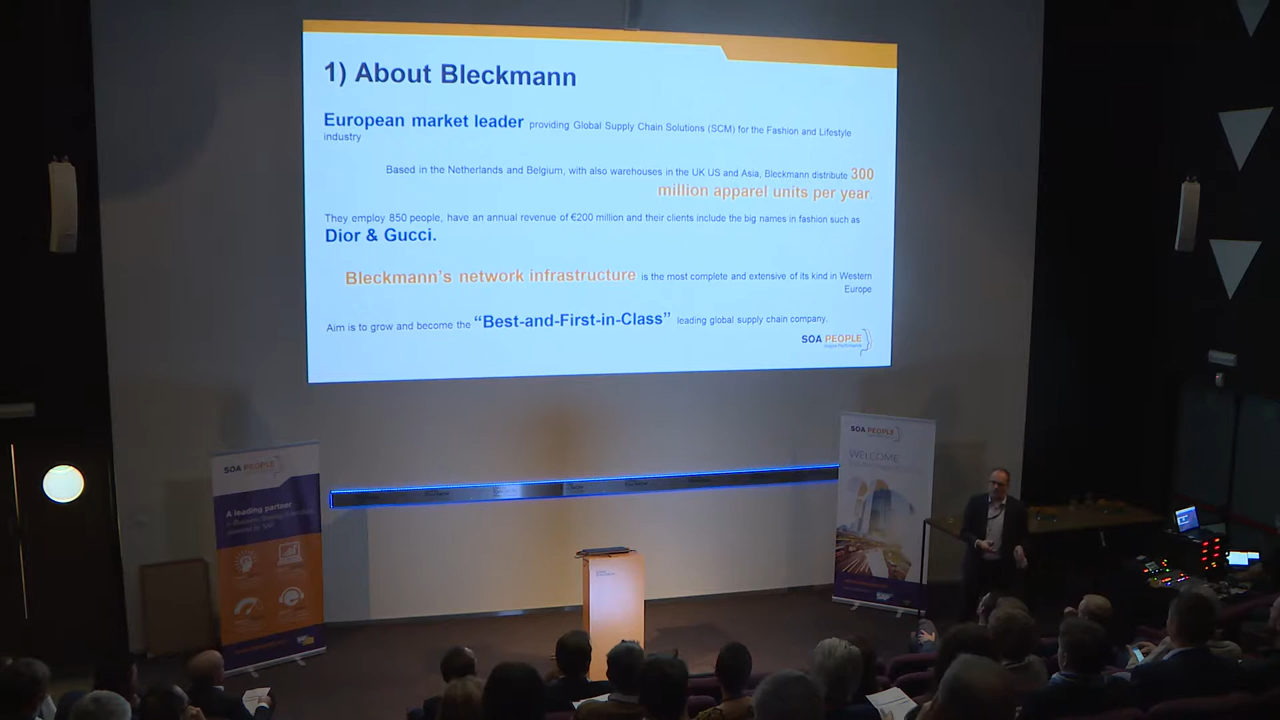 1) About Bleckmann
European market leader providing Global Supply Chain Solutions (SCM) for the Fashion and Lifestyle
industry
Based in the Netherlands and Belgium, with also warehouses in the UK US and Asia, Bleckmann distribute 300
million apparel units per year.
They employ 850 people, have an annual revenue of €200 million and their clients include the big names in fashion such as
Dior & Gucci.
Bleckmann's network infrastructure is the most complete and extensive of its kind in Western
Europe
Aim is to grow and become the “Best-and-First-in-Class” leading global supply chain company.
SOA PEOPLE
SOA PEOPLE
A leading partner
SOA PEOPLE
WELCOME